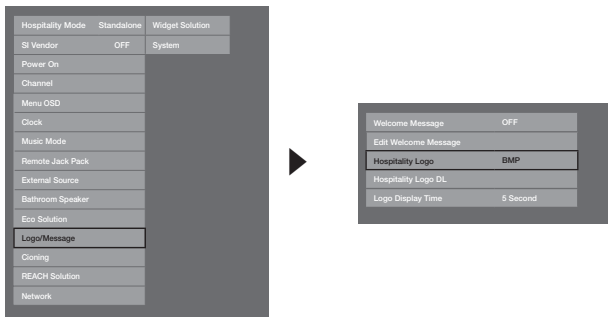 Hospitality Mode Standalone Widget Solution
SI Vendor OFF System
Power On
Channel
Menu OSD
Clock
Music Mode
Remote Jack Pack
External Source
Bathroom Speaker
Eco Solution
Logo/Message
Cloning
REACH Solution
Network
Welcome Message OFF
Edit Welcome Message
Hospitality Logo BMP
Hospitality Logo DL
Logo Display Time 5 Second